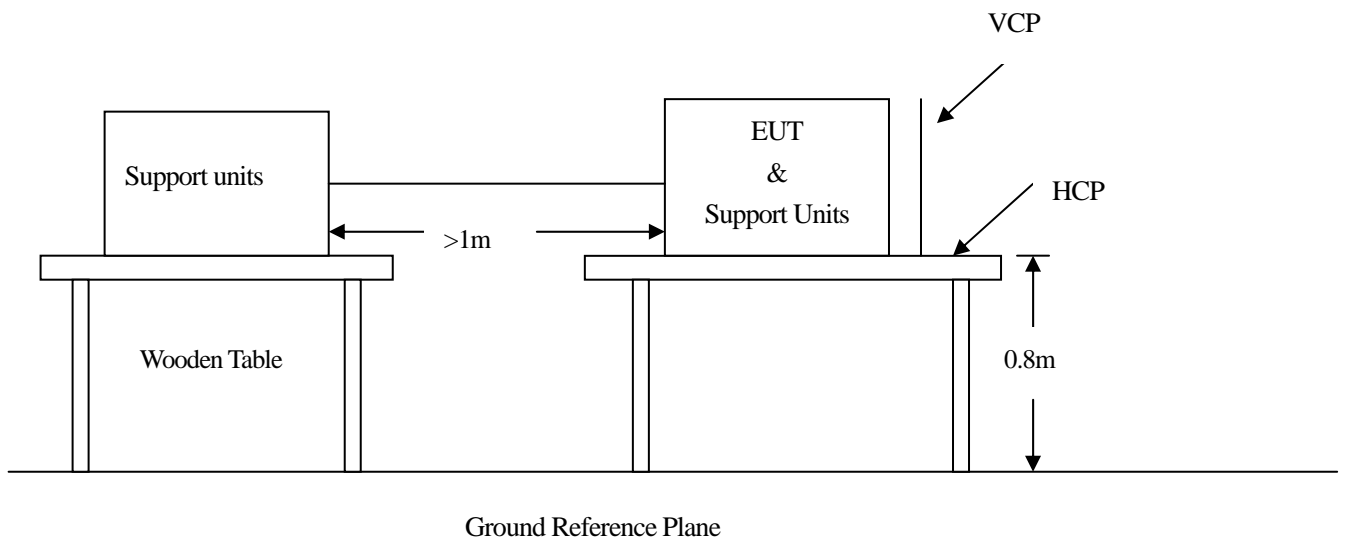 VCP
EUT
&
Support Units
Support units
HCP
>1m
Wooden Table
0.8m
Ground Reference Plane